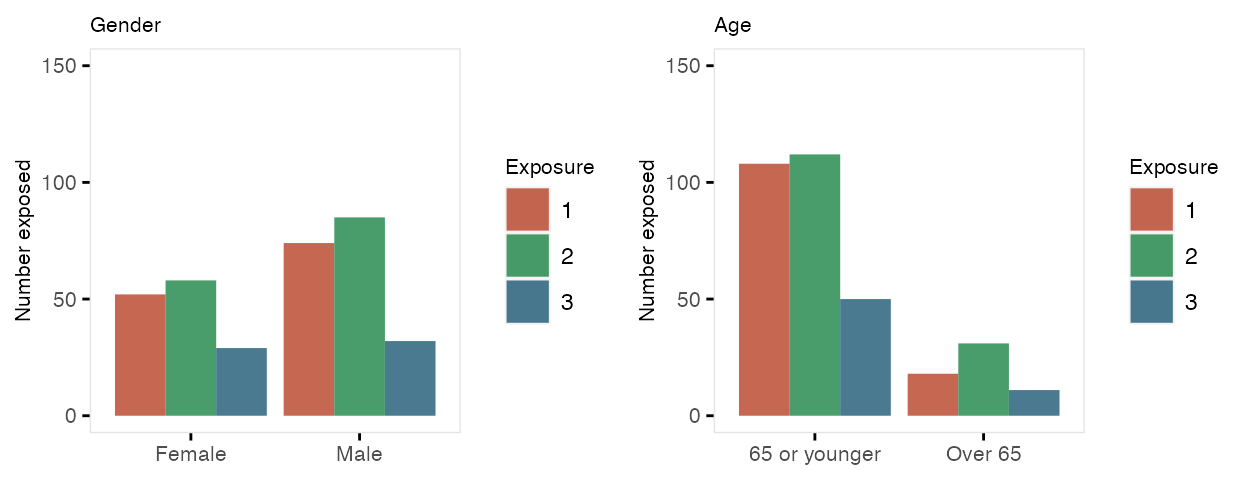 Gender
150
100
50
0
Number exposed
Female Male
Exposure
1
2
3
Age
150
100
50
0
Number exposed
65 or younger Over 65
Exposure
1
2
3